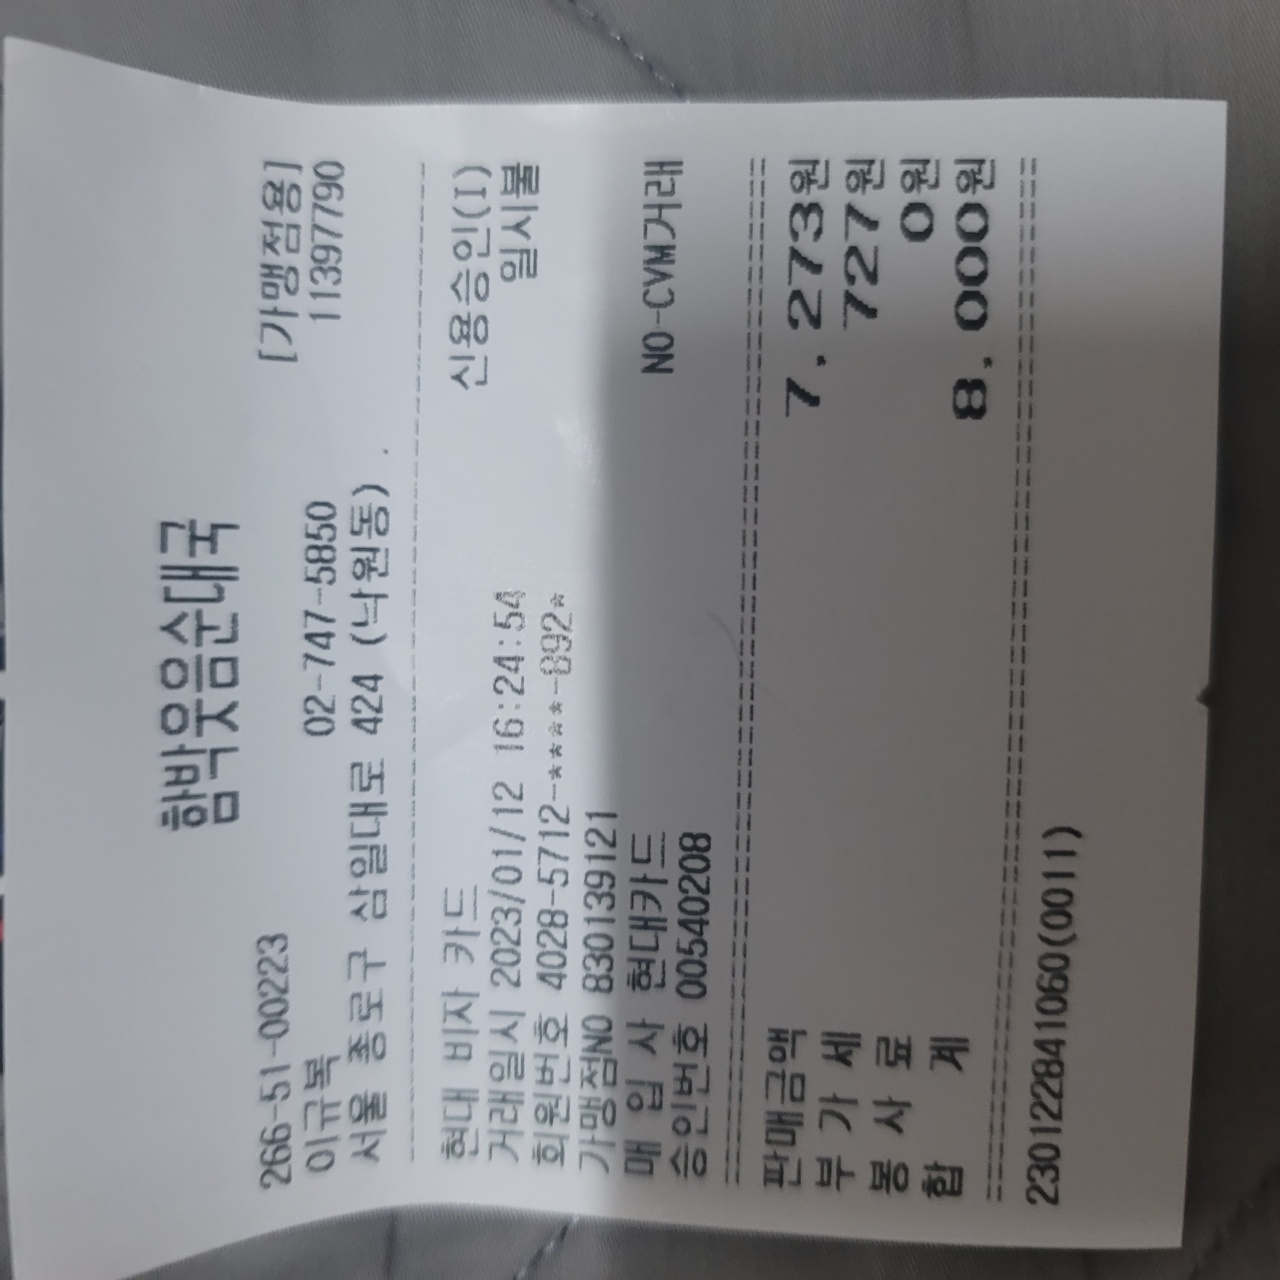 함박웃음순대국
266-51-00223 [가맹점용]
이규복 02-747-5850 113977790
서울 종로구 삼일대로 424 (낙원동) .
현대 비자 카드 신용승인(I)
거래일시 2023/01/12 16:24:54 일시불
회원번호 4028-5712-****-892*
가맹점NO 830139121
매 입 사 현대카드 NO-CVM거래
승인번호 00540208
판매금액 7,273원
부 가 세 727원
봉 사 료 0원
합 계 8,000원
230122841060(0011)